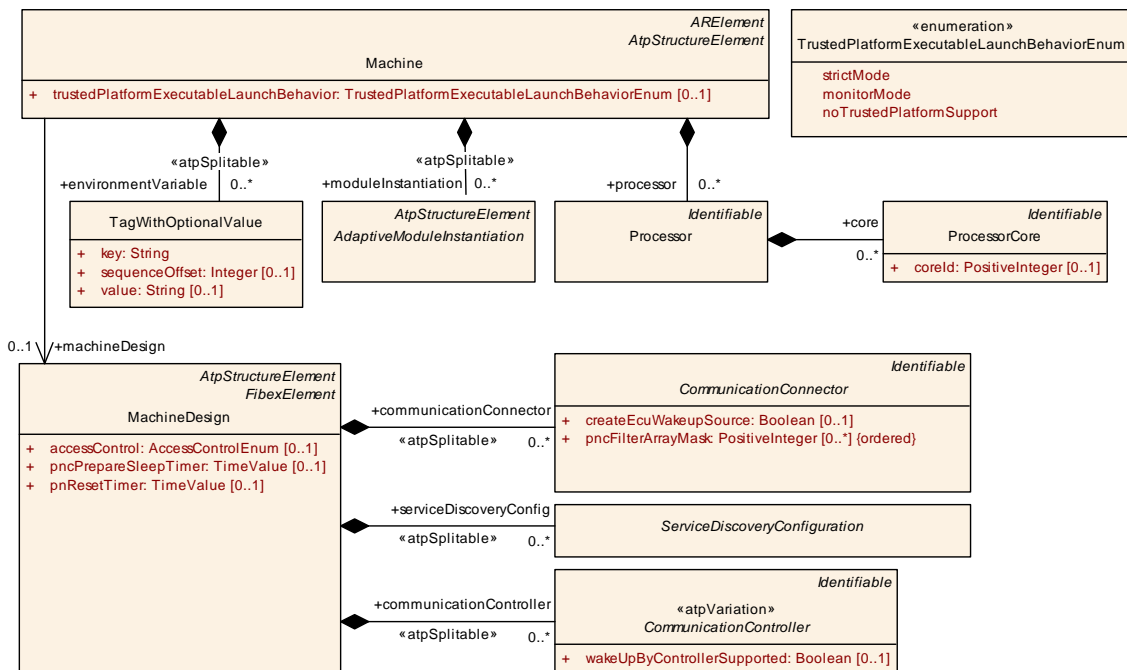 ARElement
AtpStructureElement
Machine
+ trustedPlatformExecutableLaunchBehavior: TrustedPlatformExecutableLaunchBehaviorEnum [0..1]
«enumeration»
TrustedPlatformExecutableLaunchBehaviorEnum
strictMode
monitorMode
noTrustedPlatformSupport
«atpSplitable»
+environmentVariable 0..*
«atpSplitable»
+moduleInstantiation 0..*
+processor 0..*
TagWithOptionalValue
+ key: String
+ sequenceOffset: Integer [0..1]
+ value: String [0..1]
AtpStructureElement
AdaptiveModuleInstantiation
Identifiable
Processor
+core
0..*
Identifiable
ProcessorCore
+ coreId: PositiveInteger [0..1]
0..1 +machineDesign
AtpStructureElement
FibexElement
MachineDesign
+ accessControl: AccessControlEnum [0..1]
+ pncPrepareSleepTimer: TimeValue [0..1]
+ pnResetTimer: TimeValue [0..1]
+communicationConnector
«atpSplitable» 0..*
Identifiable
CommunicationConnector
+ createEcuWakeupSource: Boolean [0..1]
+ pncFilterArrayMask: PositiveInteger [0..*] {ordered}
+serviceDiscoveryConfig
«atpSplitable» 0..*
ServiceDiscoveryConfiguration
+communicationController
«atpSplitable» 0..*
Identifiable
«atpVariation»
CommunicationController
+ wakeUpByControllerSupported: Boolean [0..1]